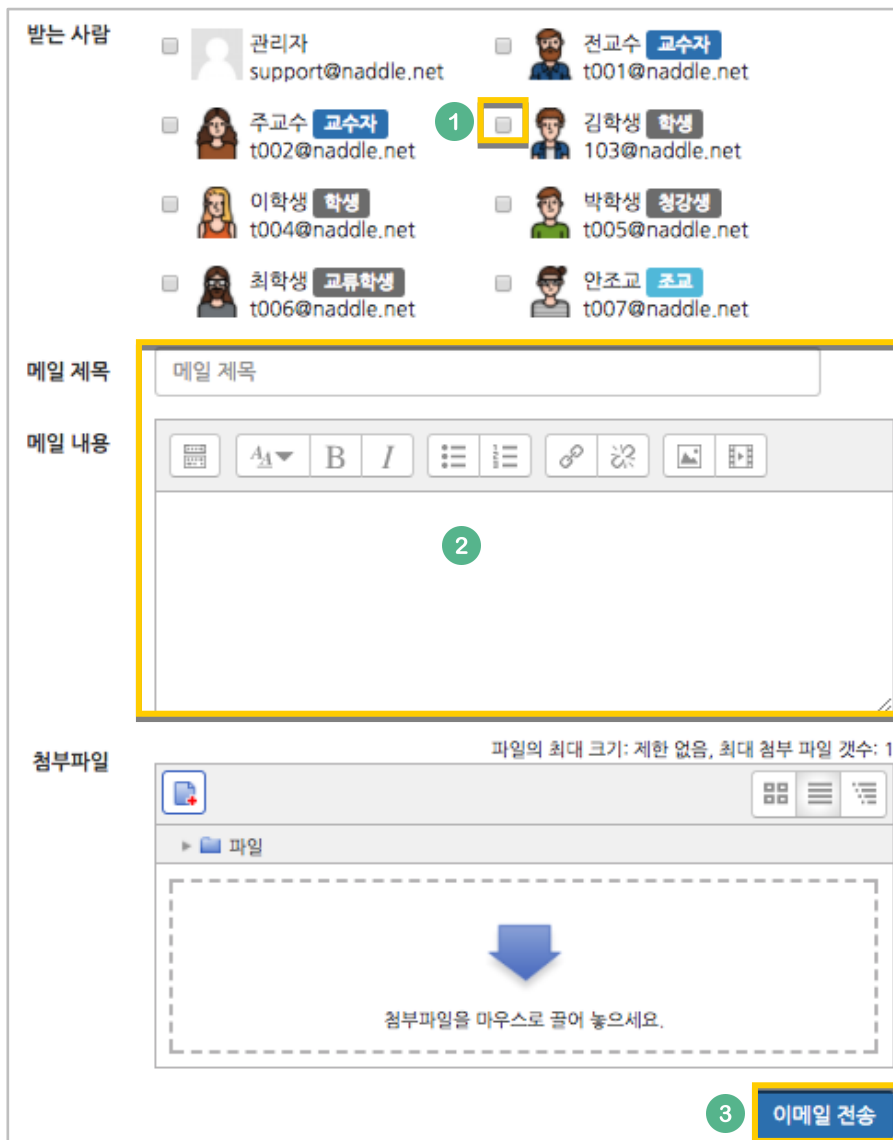 받는 사람
관리자
support@naddle.net
전교수 교수자
t001@naddle.net
주교수 교수자
t002@naddle.net
1
김학생 학생
103@naddle.net
이학생 학생
t004@naddle.net
박학생 청강생
t005@naddle.net
최학생 교류학생
t006@naddle.net
안조교 조교
t007@naddle.net
메일 제목
메일 제목
메일 내용
B I
2
첨부파일
파일의 최대 크기: 제한 없음, 최대 첨부 파일 갯수: 1
파일
첨부파일을 마우스로 끌어 놓으세요.
3
이메일 전송